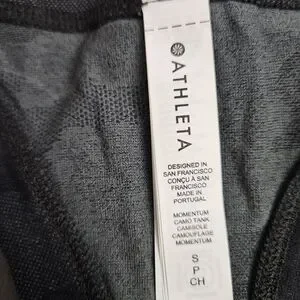 ATHLETA
DESIGNED IN
SAN FRANCISCO
CONÇU À SAN
FRANCISCO
MADE IN
PORTUGAL
MOMENTUM
CAMO TANK
CAMISOLE
CAMOUFLAGE
MOMENTUM
S
P
CH